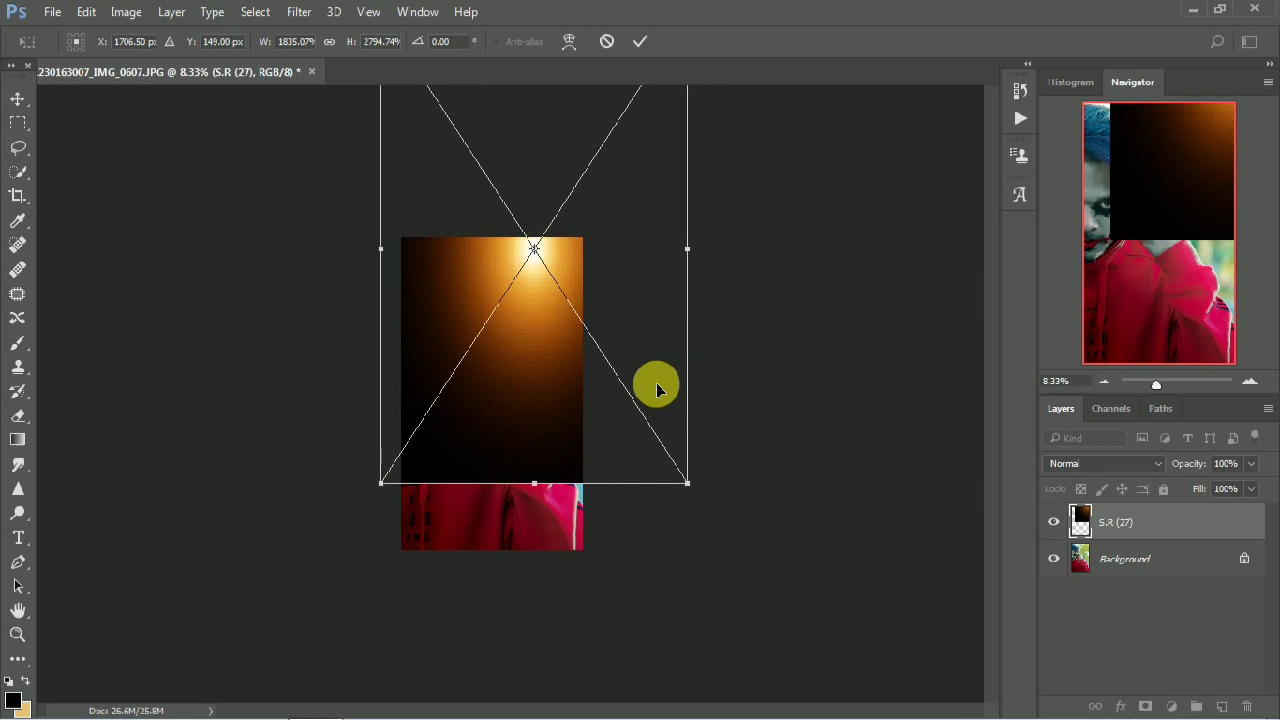 Ps File Edit Image Layer Type Select Filter 3D View Window Help
X: 1706.50 px Y: 149.00 px W: 1835.07% H: 2794.74% 0.00 ° Anti-alias
230163007_IMG_0607.JPG @ 8.33% (S.R (27), RGB/8) * ×
Histogram Navigator
8.33%
Layers Channels Paths
Kind
Normal Opacity: 100%
Lock: Fill: 100%
S.R (27)
Background
Doc: 26.6M/25.8M